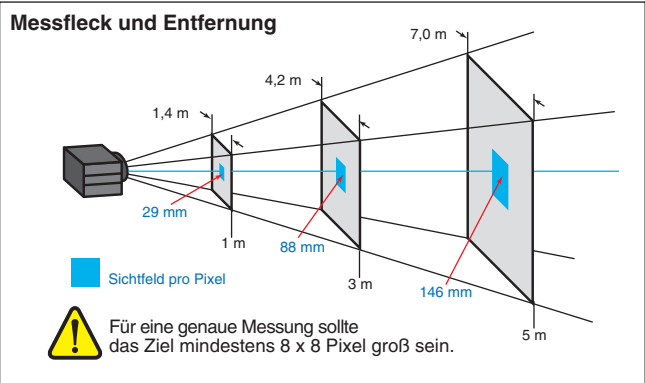 Messfleck und Entfernung
7,0 m
4,2 m
1,4 m
29 mm
88 mm
146 mm
1 m
3 m
5 m
Sichtfeld pro Pixel
Für eine genaue Messung sollte
das Ziel mindestens 8 x 8 Pixel groß sein.